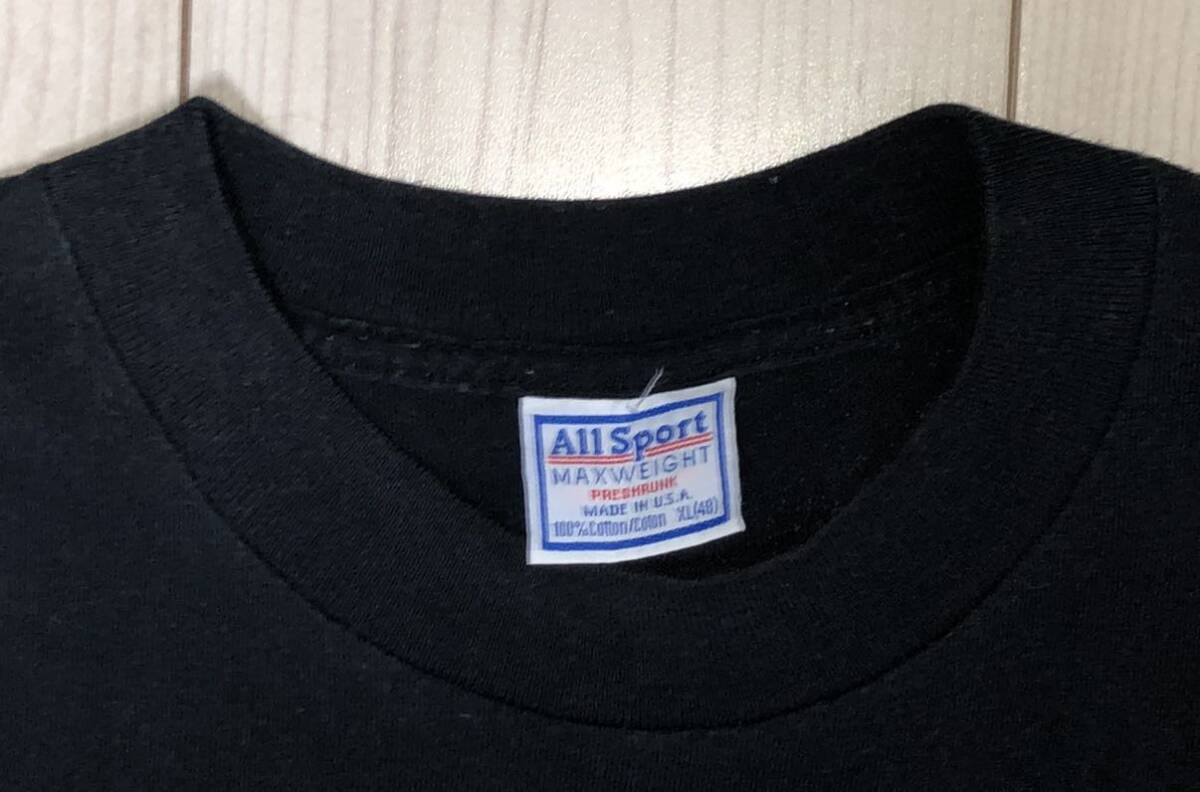 All Sport
MAXWEIGHT
PRESHRUNK
MADE IN U.S.A.
100% Cotton/Coton XL(48)